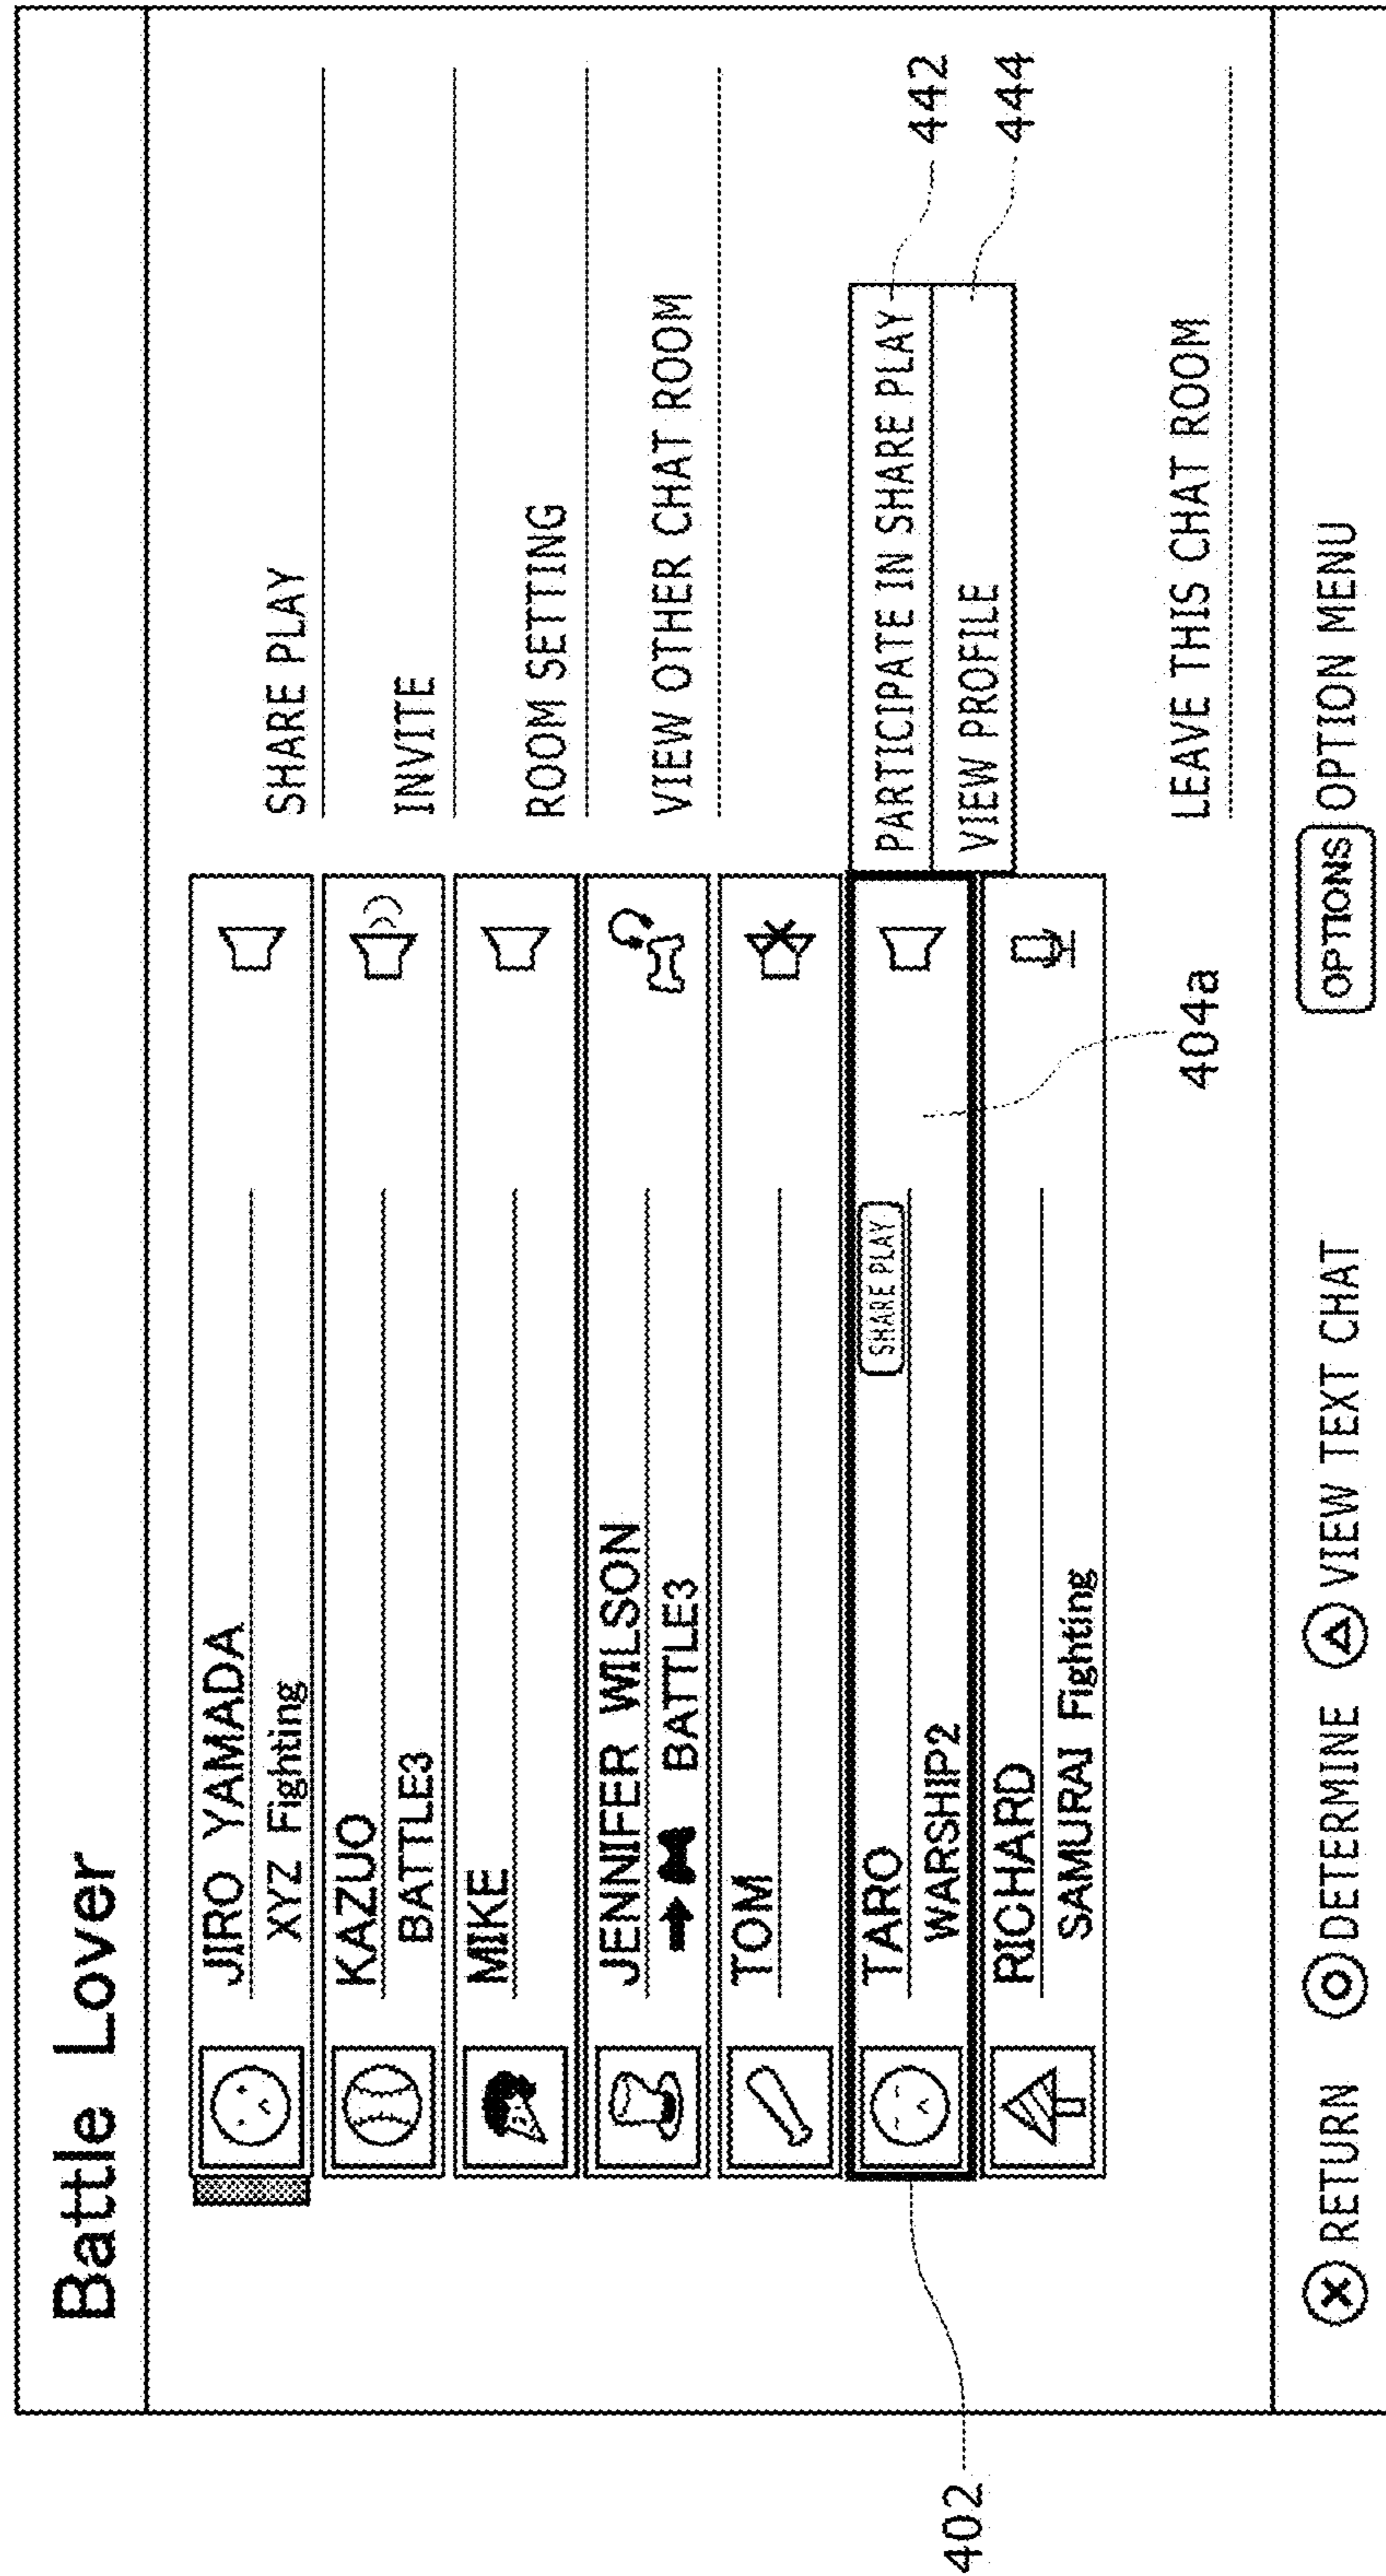 Battle Lover
JIRO YAMADA
XYZ Fighting
KAZUO
BATTLE3
MIKE
JENNIFER WILSON
BATTLE3
TOM
TARO
SHARE PLAY
WARSHIP2
RICHARD
SAMURAI Fighting
SHARE PLAY
INVITE
ROOM SETTING
VIEW OTHER CHAT ROOM
PARTICIPATE IN SHARE PLAY
VIEW PROFILE
LEAVE THIS CHAT ROOM
402
404a
442
444
RETURN DETERMINE VIEW TEXT CHAT OPTIONS OPTION MENU